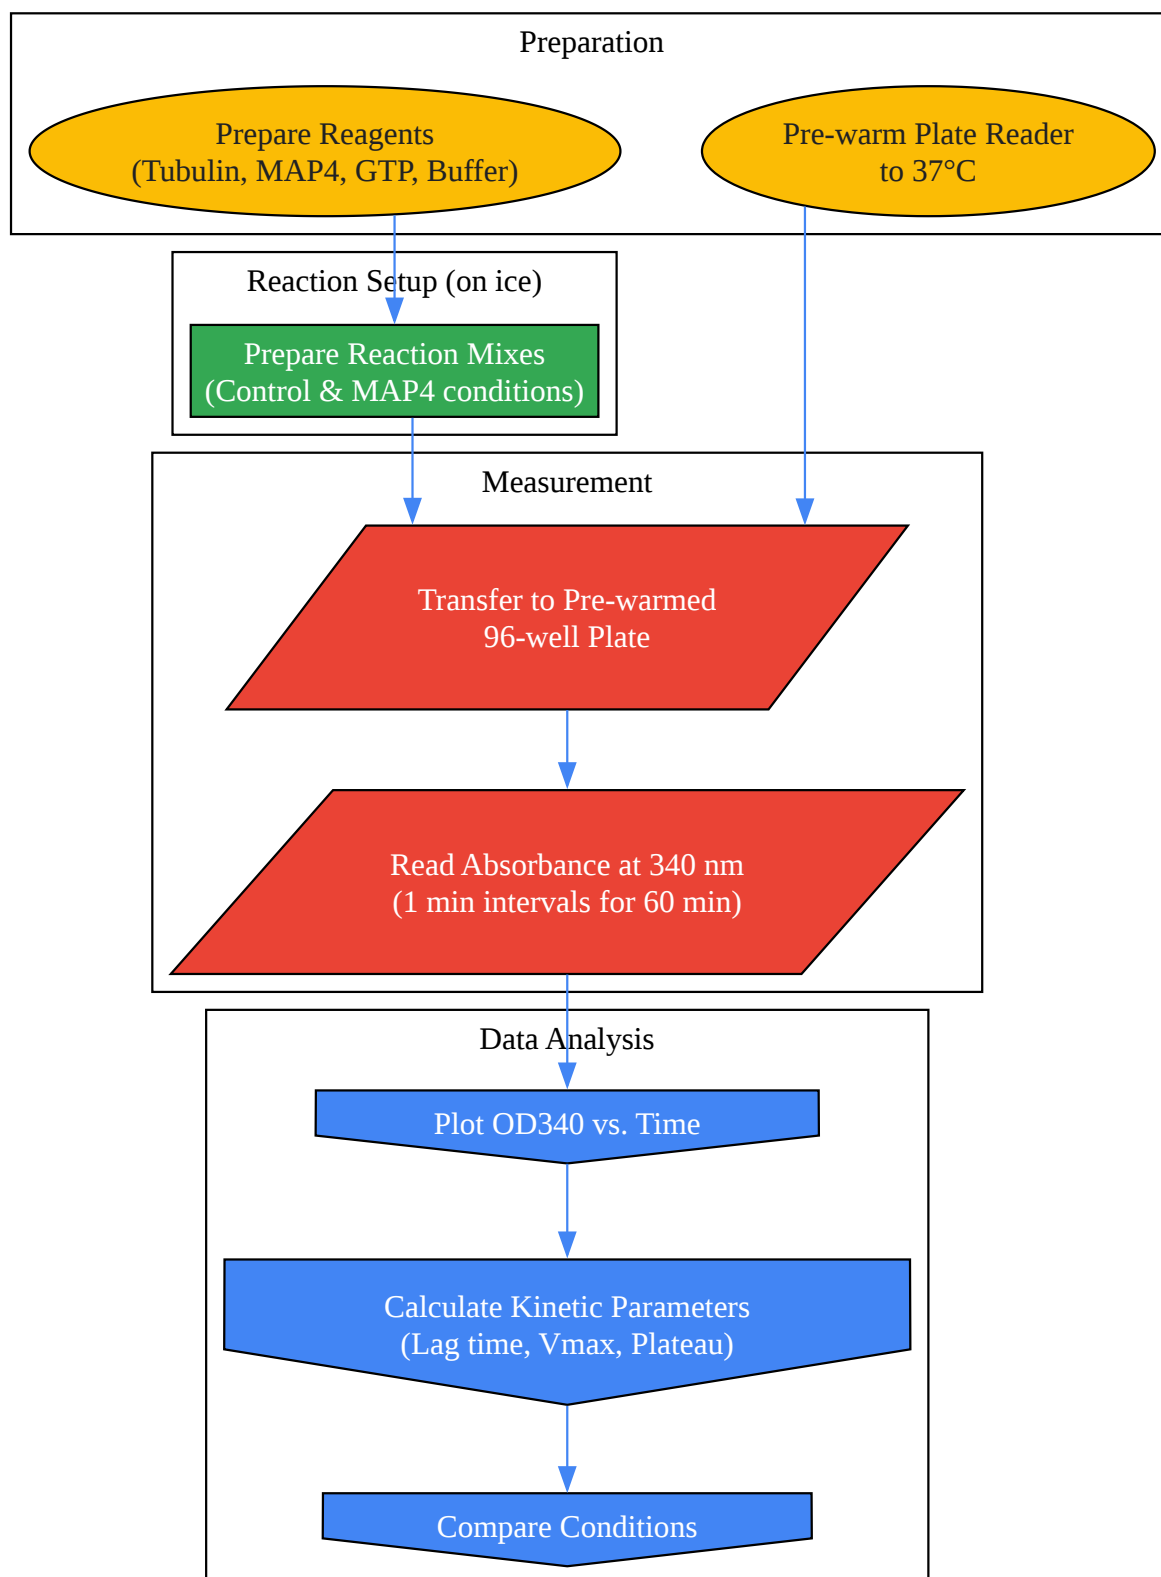 Preparation
Prepare Reagents
(Tubulin, MAP4, GTP, Buffer)
Pre-warm Plate Reader
to 37°C
Reaction Setup (on ice)
Prepare Reaction Mixes
(Control & MAP4 conditions)
Measurement
Transfer to Pre-warmed
96-well Plate
Read Absorbance at 340 nm
(1 min intervals for 60 min)
Data Analysis
Plot OD340 vs. Time
Calculate Kinetic Parameters
(Lag time, Vmax, Plateau)
Compare Conditions